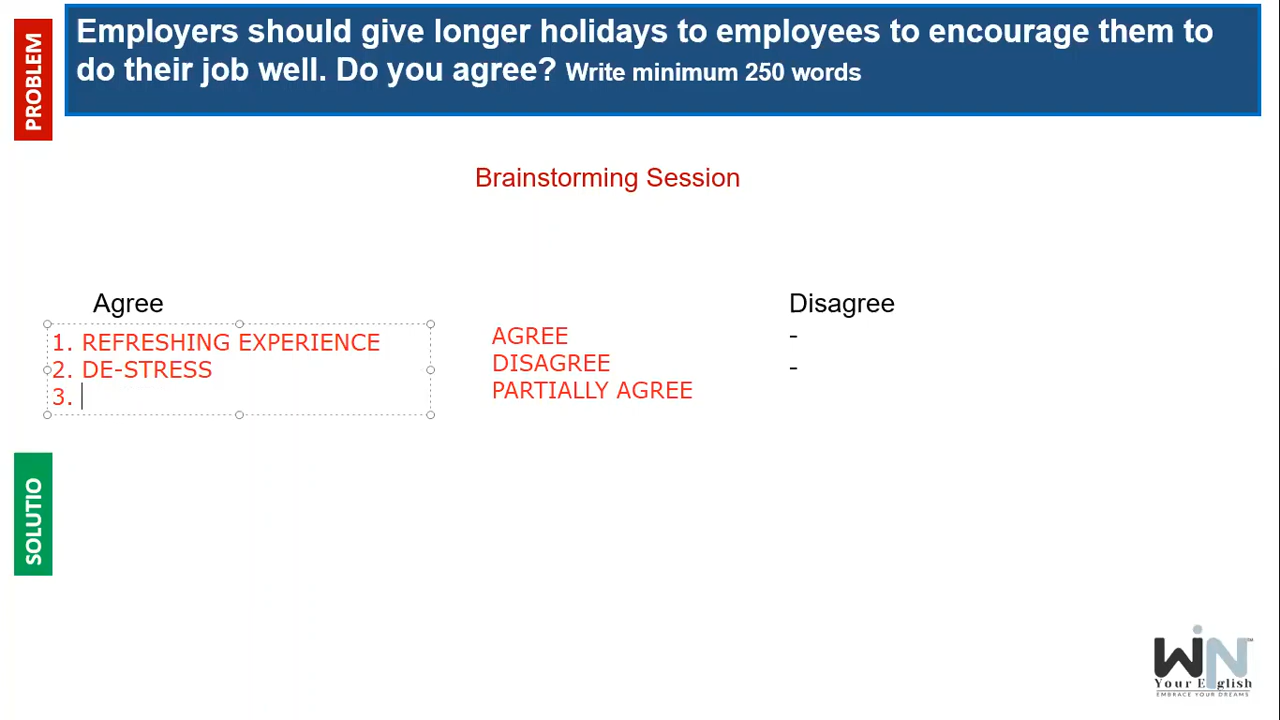 PROBLEM
Employers should give longer holidays to employees to encourage them to
do their job well. Do you agree? Write minimum 250 words
Brainstorming Session
Agree
1. REFRESHING EXPERIENCE
2. DE-STRESS
3.
AGREE
DISAGREE
PARTIALLY AGREE
Disagree
-
-
SOLUTIO
WiN
Your English
EMBRACE YOUR DREAMS